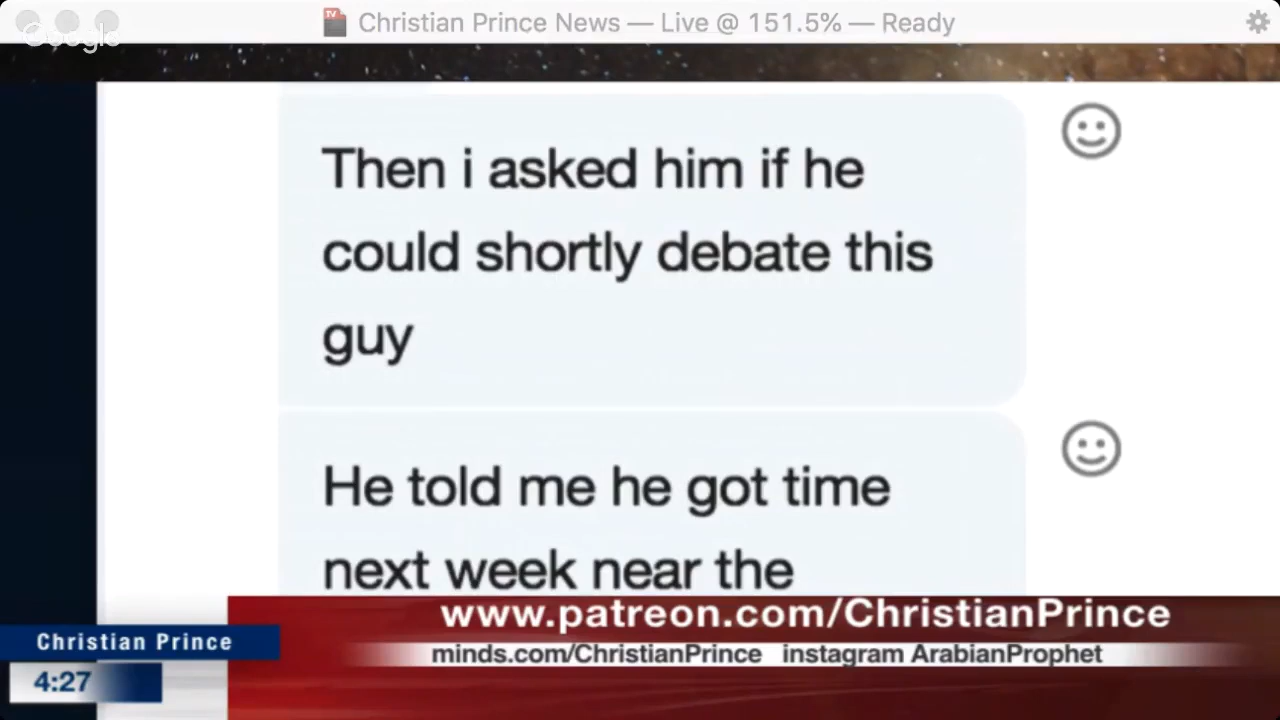 Google
TV
Christian Prince News — Live @ 151.5% — Ready
Then i asked him if he
could shortly debate this
guy
He told me he got time
next week near the
www.patreon.com/ChristianPrince
Christian Prince
minds.com/ChristianPrince instagram ArabianProphet
4:27